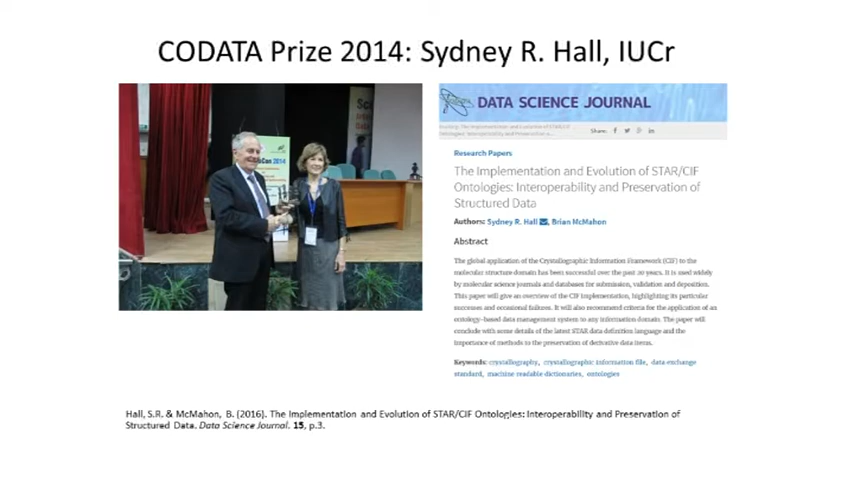 CODATA Prize 2014: Sydney R. Hall, IUCr
Con 2014
DATA SCIENCE JOURNAL
Share:
Research Papers
The Implementation and Evolution of STAR/CIF
Ontologies: Interoperability and Preservation of
Structured Data
Authors: Sydney R. Hall, Brian McMahon
Abstract
The global application of the Crystallographic Information Framework (CIF) to the
molecular structure domain has been successful over the past 20 years. It is used widely
by molecular science journals and databases for submission, validation and deposition.
This paper will give an overview of the CIF implementation, highlighting its particular
successes and occasional failures. It will also recommend criteria for the application of an
ontology-based data management system to any information domain. The paper will
conclude with some details of the latest STAR data definition language and the
importance of methods to the preservation of derivative data items.
Keywords: crystallography, crystallographic information file, data exchange
standard, machine readable dictionaries, ontologies
Hall, S.R. & McMahon, B. (2016). The Implementation and Evolution of STAR/CIF Ontologies: Interoperability and Preservation of
Structured Data. Data Science Journal. 15, p.3.